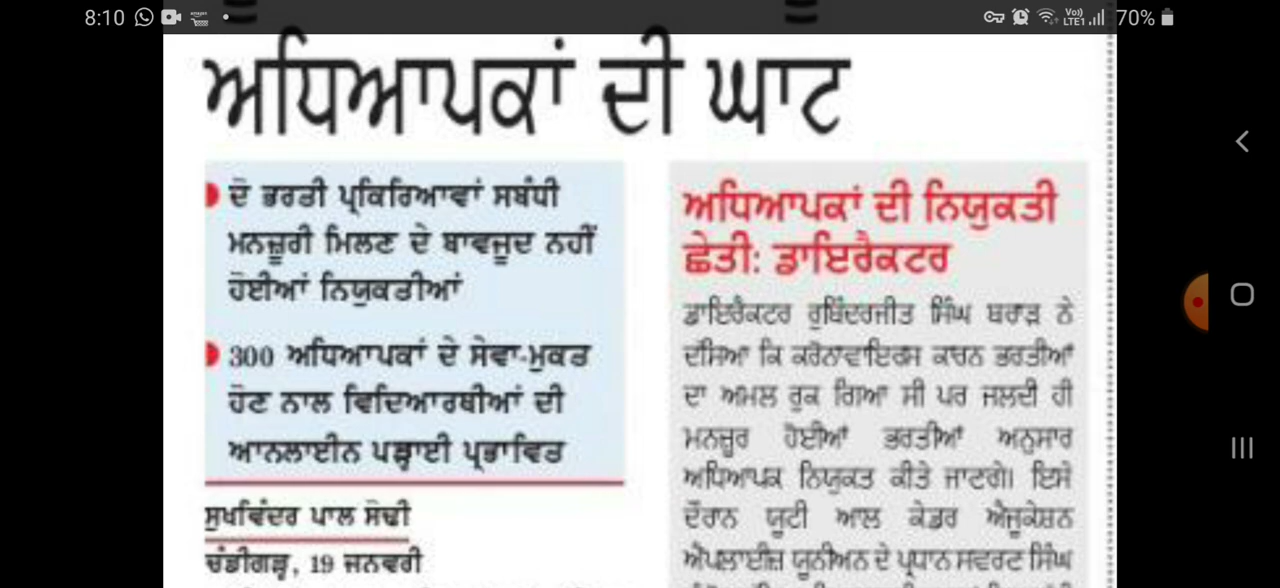 8:10
Vo)) LTE1 70%
ਅਧਿਆਪਕਾਂ ਦੀ ਘਾਟ
ਦੋ ਭਰਤੀ ਪ੍ਰਕਿਰਿਆਵਾਂ ਸਬੰਧੀ
ਮਨਜ਼ੂਰੀ ਮਿਲਣ ਦੇ ਬਾਵਜੂਦ ਨਹੀਂ
ਹੋਈਆਂ ਨਿਯੁਕਤੀਆਂ
300 ਅਧਿਆਪਕਾਂ ਦੇ ਸੇਵਾ-ਮੁਕਤ
ਹੋਣ ਨਾਲ ਵਿਦਿਆਰਥੀਆਂ ਦੀ
ਆਨਲਾਈਨ ਪੜ੍ਹਾਈ ਪ੍ਰਭਾਵਿਤ
ਸੁਖਵਿੰਦਰ ਪਾਲ ਸੋਢੀ
ਚੰਡੀਗੜ੍ਹ, 19 ਜਨਵਰੀ
ਅਧਿਆਪਕਾਂ ਦੀ ਨਿਯੁਕਤੀ
ਛੇਤੀ: ਡਾਇਰੈਕਟਰ
ਡਾਇਰੈਕਟਰ ਰੁਬਿੰਦਰਜੀਤ ਸਿੰਘ ਬਰਾੜ ਨੇ
ਦੱਸਿਆ ਕਿ ਕਰੋਨਾਵਾਇਰਸ ਕਾਰਨ ਭਰਤੀਆਂ
ਦਾ ਅਮਲ ਰੁਕ ਗਿਆ ਸੀ ਪਰ ਜਲਦੀ ਹੀ
ਮਨਜ਼ੂਰ ਹੋਈਆਂ ਭਰਤੀਆਂ ਅਨੁਸਾਰ
ਅਧਿਆਪਕ ਨਿਯੁਕਤ ਕੀਤੇ ਜਾਣਗੇ। ਇਸੇ
ਦੌਰਾਨ ਯੂਟੀ ਆਲ ਕੇਡਰ ਐਜੂਕੇਸ਼ਨ
ਐਂਪਲਾਈਜ਼ ਯੂਨੀਅਨ ਦੇ ਪ੍ਰਧਾਨ ਸਵਰਣ ਸਿੰਘ